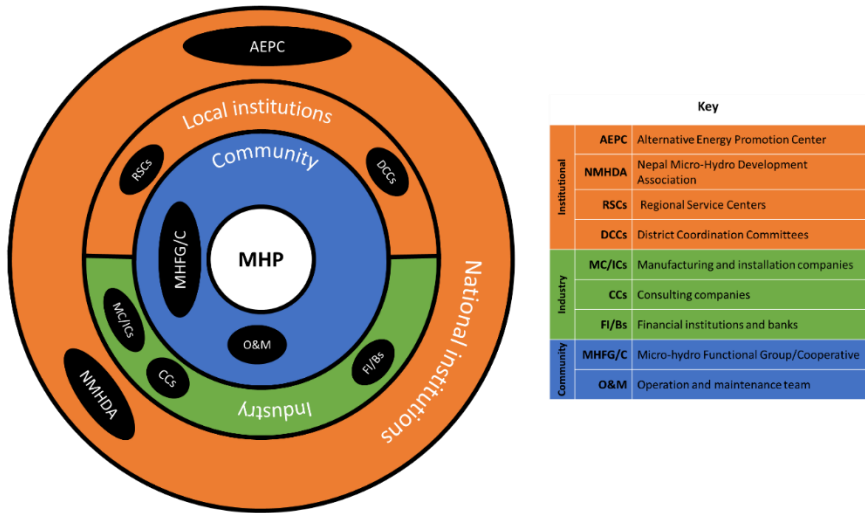 AEPC
Local institutions
Community
RSCs
DCCs
MHFG/C
MHP
MC/ICs
O&M
CCs
FI/Bs
NMHDA
Industry
National institutions
Key
Institutional
AEPC Alternative Energy Promotion Center
NMHDA Nepal Micro-Hydro Development
Association
RSCs Regional Service Centers
DCCs District Coordination Committees
Industry
MC/ICs Manufacturing and installation companies
CCs Consulting companies
FI/Bs Financial institutions and banks
Community
MHFG/C Micro-hydro Functional Group/Cooperative
O&M Operation and maintenance team